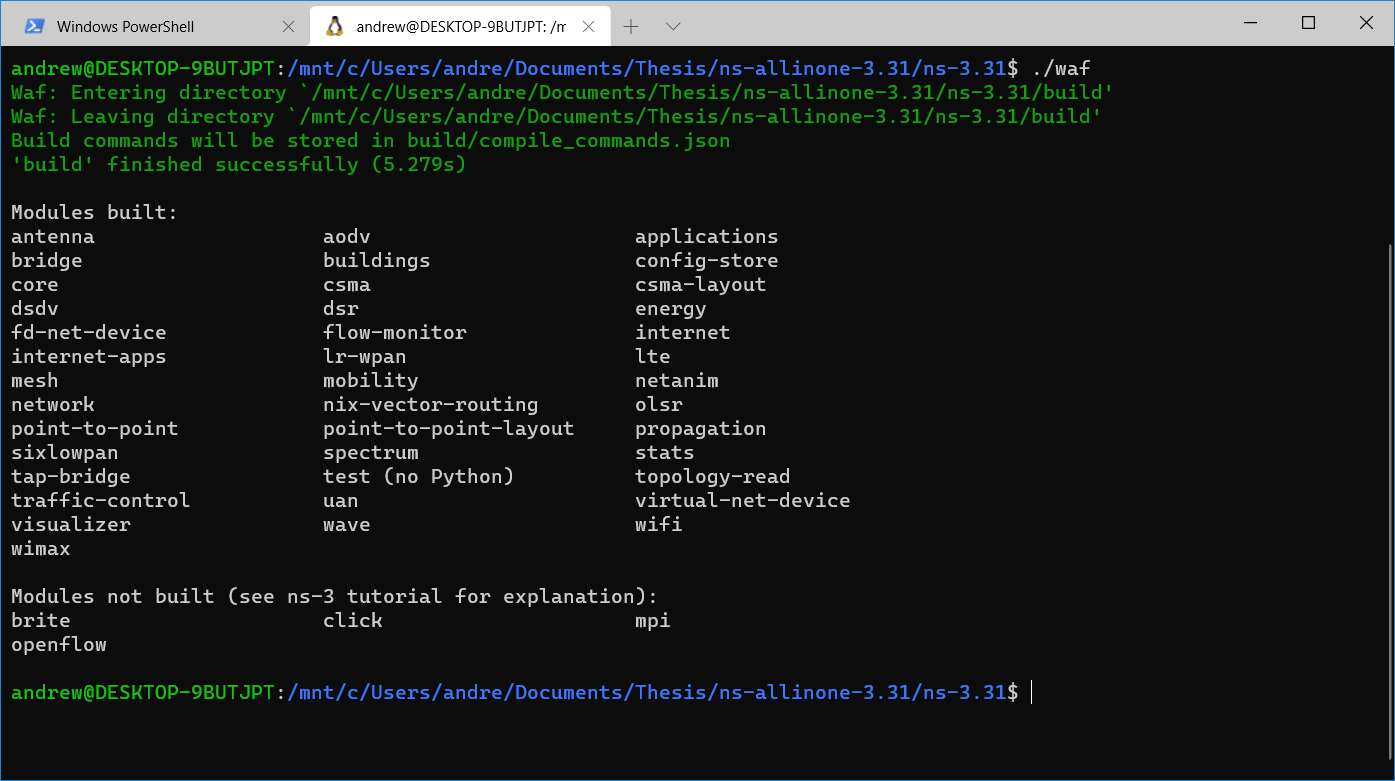 Windows PowerShell
andrew@DESKTOP-9BUTJPT: /m
andrew@DESKTOP-9BUTJPT:/mnt/c/Users/andre/Documents/Thesis/ns-allinone-3.31/ns-3.31$ ./waf
Waf: Entering directory `/mnt/c/Users/andre/Documents/Thesis/ns-allinone-3.31/ns-3.31/build'
Waf: Leaving directory `/mnt/c/Users/andre/Documents/Thesis/ns-allinone-3.31/ns-3.31/build'
Build commands will be stored in build/compile_commands.json
'build' finished successfully (5.279s)
Modules built:
antenna aodv applications
bridge buildings config-store
core csma csma-layout
dsdv dsr energy
fd-net-device flow-monitor internet
internet-apps lr-wpan lte
mesh mobility netanim
network nix-vector-routing olsr
point-to-point point-to-point-layout propagation
sixlowpan spectrum stats
tap-bridge test (no Python) topology-read
traffic-control uan virtual-net-device
visualizer wave wifi
wimax
Modules not built (see ns-3 tutorial for explanation):
brite click mpi
openflow
andrew@DESKTOP-9BUTJPT:/mnt/c/Users/andre/Documents/Thesis/ns-allinone-3.31/ns-3.31$